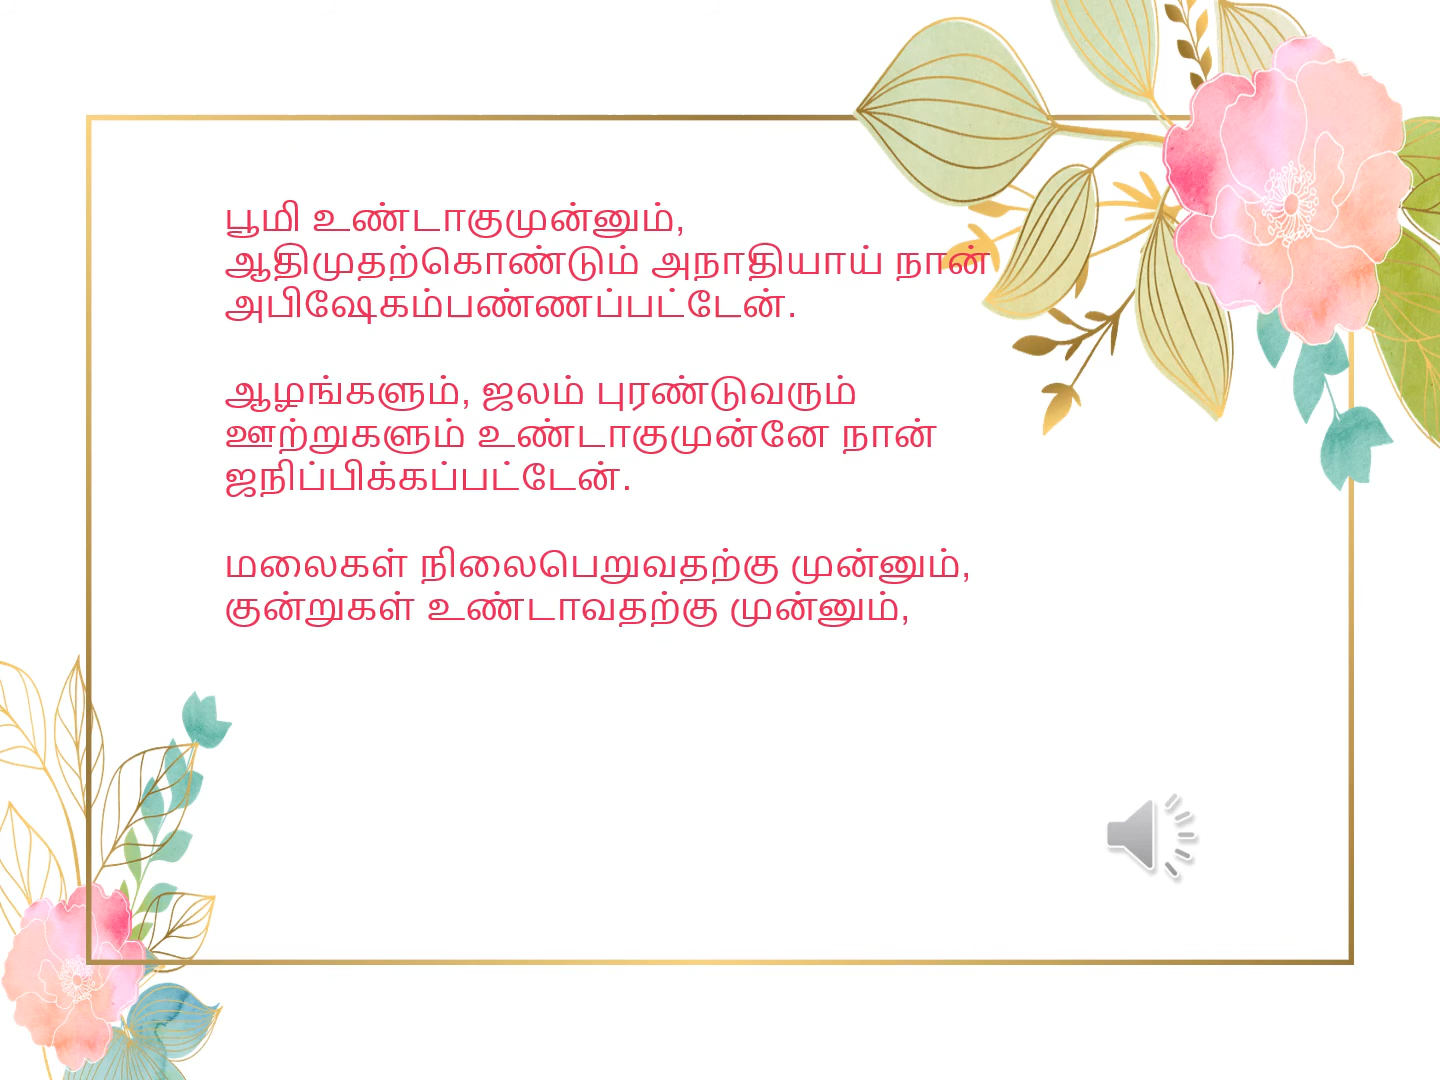 பூமி உண்டாகுமுன்னும்,
ஆதிமுதற்கொண்டும் அநாதியாய் நான்
அபிஷேகம்பண்ணப்பட்டேன்.
ஆழங்களும், ஜலம் புரண்டுவரும்
ஊற்றுகளும் உண்டாகுமுன்னே நான்
ஜநிப்பிக்கப்பட்டேன்.
மலைகள் நிலைபெறுவதற்கு முன்னும்,
குன்றுகள் உண்டாவதற்கு முன்னும்,